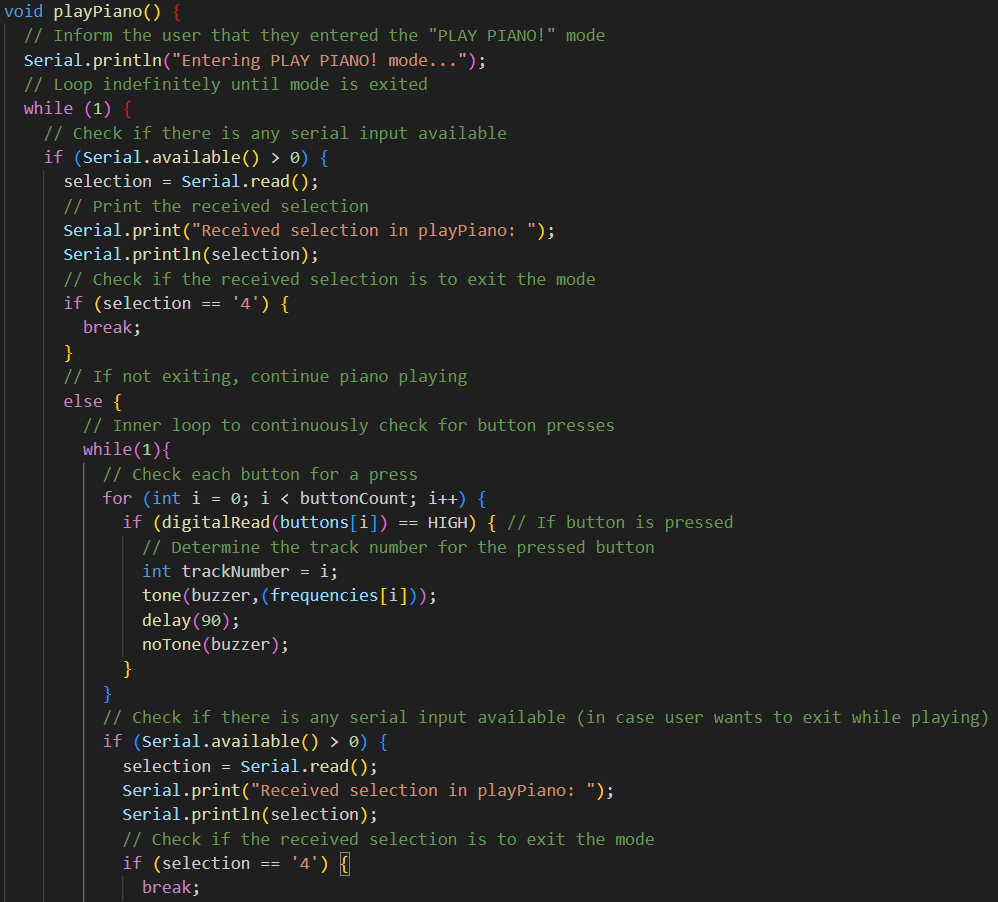 void playPiano() {
  // Inform the user that they entered the "PLAY PIANO!" mode
  Serial.println("Entering PLAY PIANO! mode...");
  // Loop indefinitely until mode is exited
  while (1) {
    // Check if there is any serial input available
    if (Serial.available() > 0) {
      selection = Serial.read();
      // Print the received selection
      Serial.print("Received selection in playPiano: ");
      Serial.println(selection);
      // Check if the received selection is to exit the mode
      if (selection == '4') {
        break;
      }
      // If not exiting, continue piano playing
      else {
        // Inner loop to continuously check for button presses
        while(1){
          // Check each button for a press
          for (int i = 0; i < buttonCount; i++) {
            if (digitalRead(buttons[i]) == HIGH) { // If button is pressed
              // Determine the track number for the pressed button
              int trackNumber = i;
              tone(buzzer,(frequencies[i]));
              delay(90);
              noTone(buzzer);
            }
          }
          // Check if there is any serial input available (in case user wants to exit while playing)
          if (Serial.available() > 0) {
            selection = Serial.read();
            Serial.print("Received selection in playPiano: ");
            Serial.println(selection);
            // Check if the received selection is to exit the mode
            if (selection == '4') {
              break;